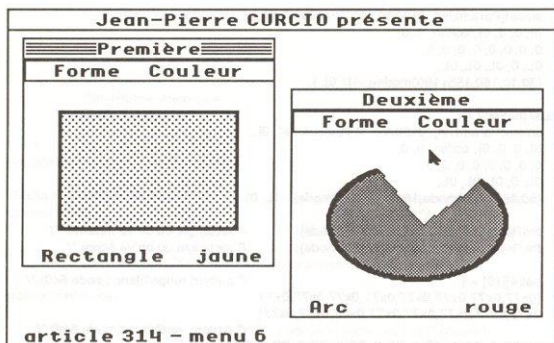 Jean-Pierre CURCIO présente
Première
Forme Couleur
Rectangle jaune
Deuxième
Forme Couleur
Arc rouge
article 314 - menu 6